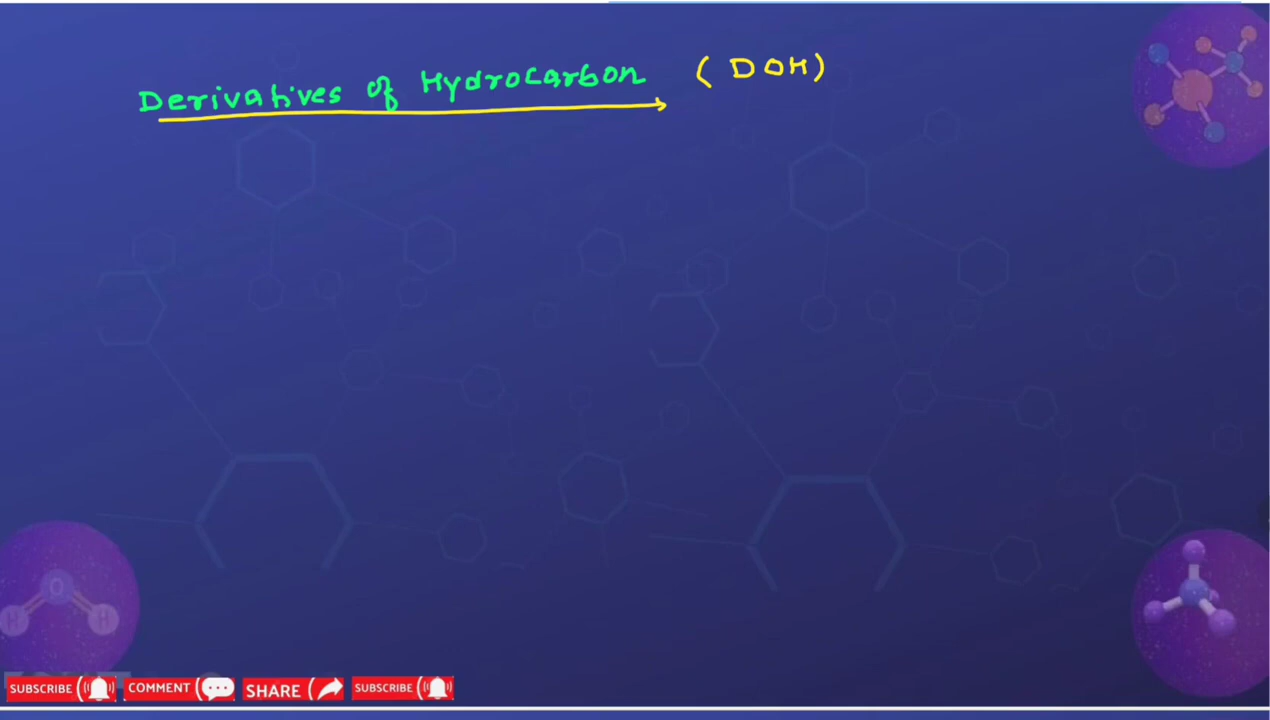 Derivatives of Hydrocarbon (DOH)
O
H H
SUBSCRIBE COMMENT SHARE SUBSCRIBE